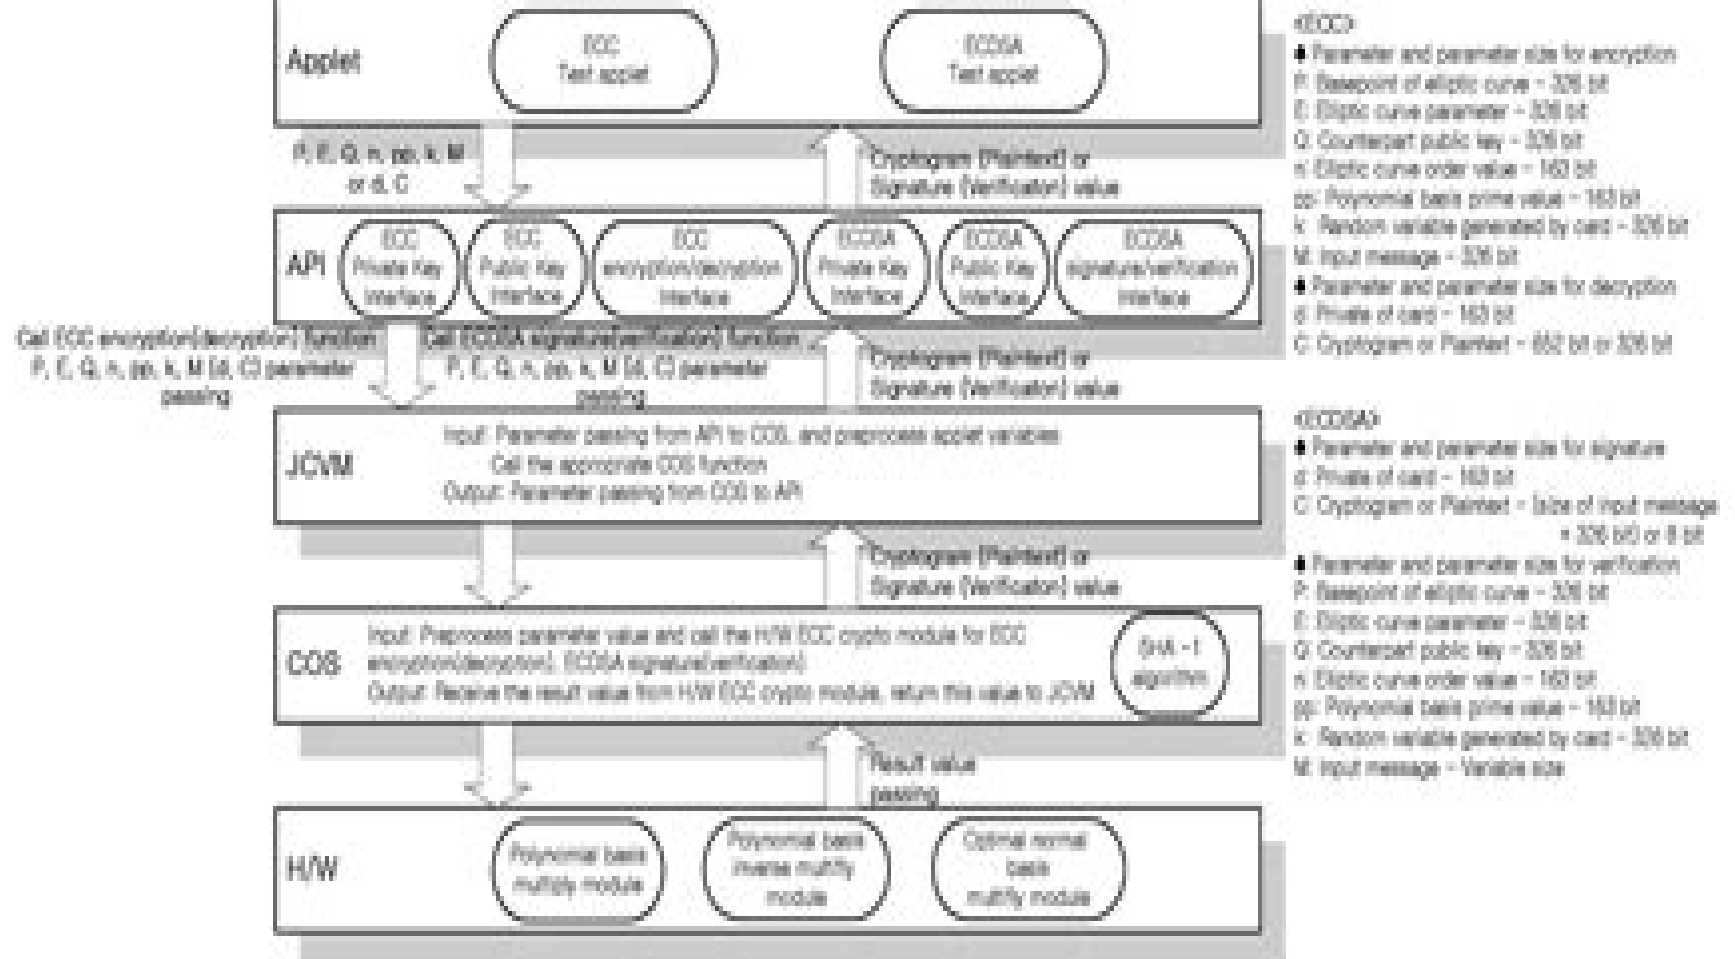 Applet
ECC
Test applet
ECDSA
Test applet
P, E, Q, n, pp, k, M
or d, C
Cryptogram (Plaintext) or
Signature (Verification) value
API
ECC
Private Key
Interface
ECC
Public Key
Interface
ECC
encryption/decryption
Interface
ECDSA
Private Key
Interface
ECDSA
Public Key
Interface
ECDSA
signature/verification
Interface
Call ECC encryption(decryption) function
P, E, Q, n, pp, k, M (d, C) parameter
passing
Call ECDSA signature(verification) function
P, E, Q, n, pp, k, M (d, C) parameter
passing
Cryptogram (Plaintext) or
Signature (Verification) value
JCVM
Input: Parameter passing from API to COS, and preprocess applet variables
Call the appropriate COS function
Output: Parameter passing from COS to API
Cryptogram (Plaintext) or
Signature (Verification) value
COS
Input: Preprocess parameter value and call the H/W ECC crypto module for ECC
encryption(decryption), ECDSA signature(verification)
Output: Receive the result value from H/W ECC crypto module, return this value to JCVM
SHA -1
algorithm
Result value
passing
H/W
Polynomial basis
multiply module
Polynomial basis
inverse multify
module
Optimal normal
basis
multify module
<ECC>
♦ Parameter and parameter size for encryption
P: Basepoint of elliptic curve - 326 bit
E: Elliptic curve parameter - 326 bit
Q: Counterpart public key - 326 bit
n: Elliptic curve order value - 163 bit
pp: Polynomial basis prime value - 163 bit
k: Random variable generated by card - 326 bit
M: Input message - 326 bit
♦ Parameter and parameter size for decryption
d: Private of card - 163 bit
C: Cryptogram or Plaintext - 652 bit or 326 bit
<ECDSA>
♦ Parameter and parameter size for signature
d: Private of card - 163 bit
C: Cryptogram or Plaintext - (size of input message
+ 326 bit) or 8 bit
♦ Parameter and parameter size for verification
P: Basepoint of elliptic curve - 326 bit
E: Elliptic curve parameter - 326 bit
Q: Counterpart public key - 326 bit
n: Elliptic curve order value - 163 bit
pp: Polynomial basis prime value - 163 bit
k: Random variable generated by card - 326 bit
M: Input message - Variable size